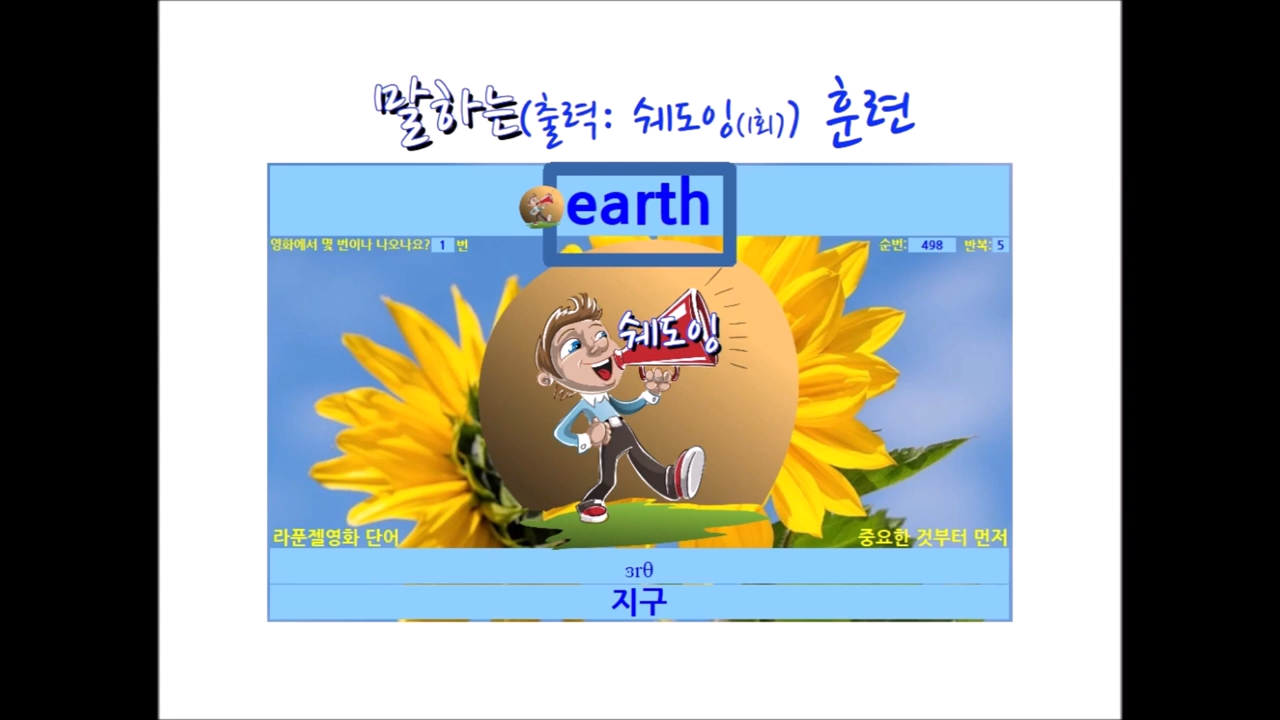 말하는(출력: 쉐도잉(1회)) 훈련
earth
영화에서 몇 번이나 나오나요? 1 번
순번: 498 반복: 5
쉐도잉
라푼젤영화 단어
중요한 것부터 먼저
ɜrθ
지구